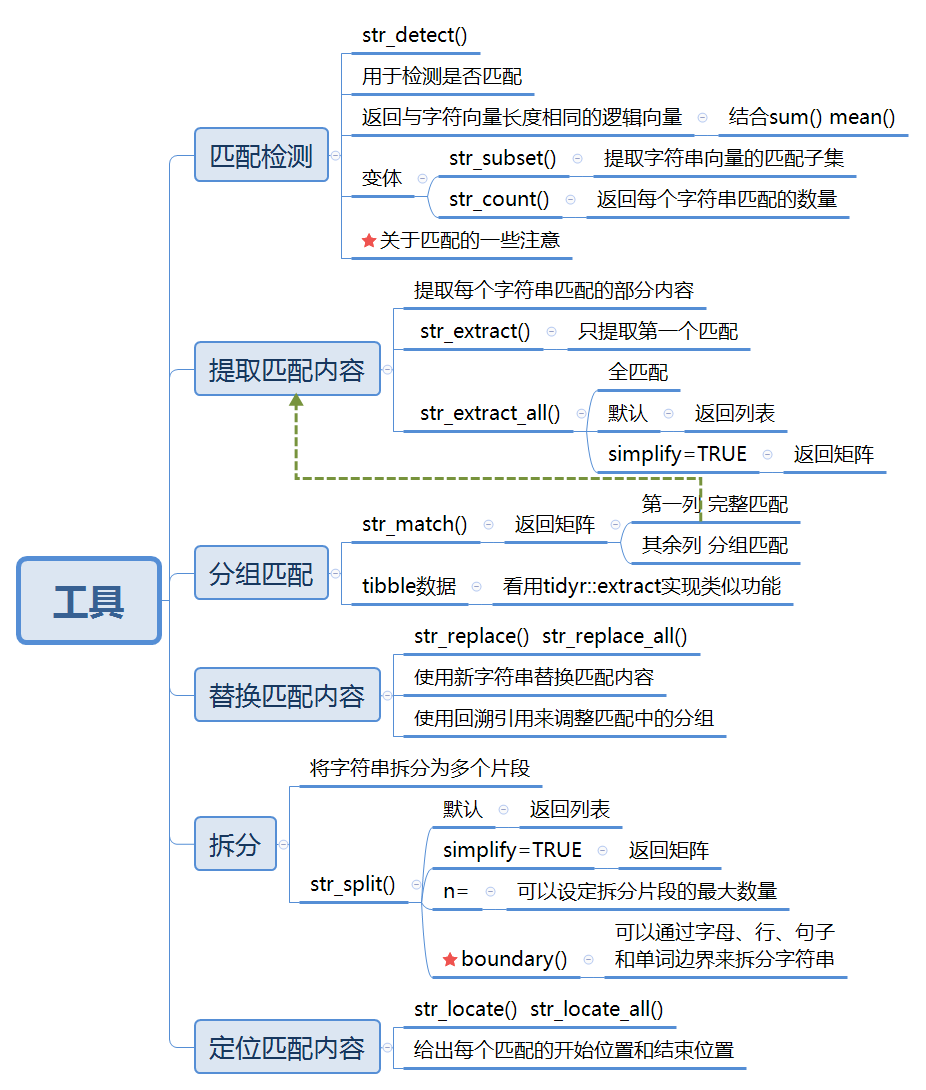 str_detect()
用于检测是否匹配
返回与字符向量长度相同的逻辑向量
结合sum() mean()
匹配检测
变体
str_subset()
提取字符串向量的匹配子集
str_count()
返回每个字符串匹配的数量
关于匹配的一些注意
提取每个字符串匹配的部分内容
str_extract()
只提取第一个匹配
提取匹配内容
全匹配
str_extract_all()
默认
返回列表
simplify=TRUE
返回矩阵
第一列 完整匹配
str_match()
返回矩阵
其余列 分组匹配
分组匹配
tibble数据
看用tidyr::extract实现类似功能
工具
str_replace() str_replace_all()
替换匹配内容
使用新字符串替换匹配内容
使用回溯引用来调整匹配中的分组
将字符串拆分为多个片段
拆分
默认
返回列表
simplify=TRUE
返回矩阵
str_split()
n=
可以设定拆分片段的最大数量
boundary()
可以通过字母、行、句子
和单词边界来拆分字符串
str_locate() str_locate_all()
定位匹配内容
给出每个匹配的开始位置和结束位置